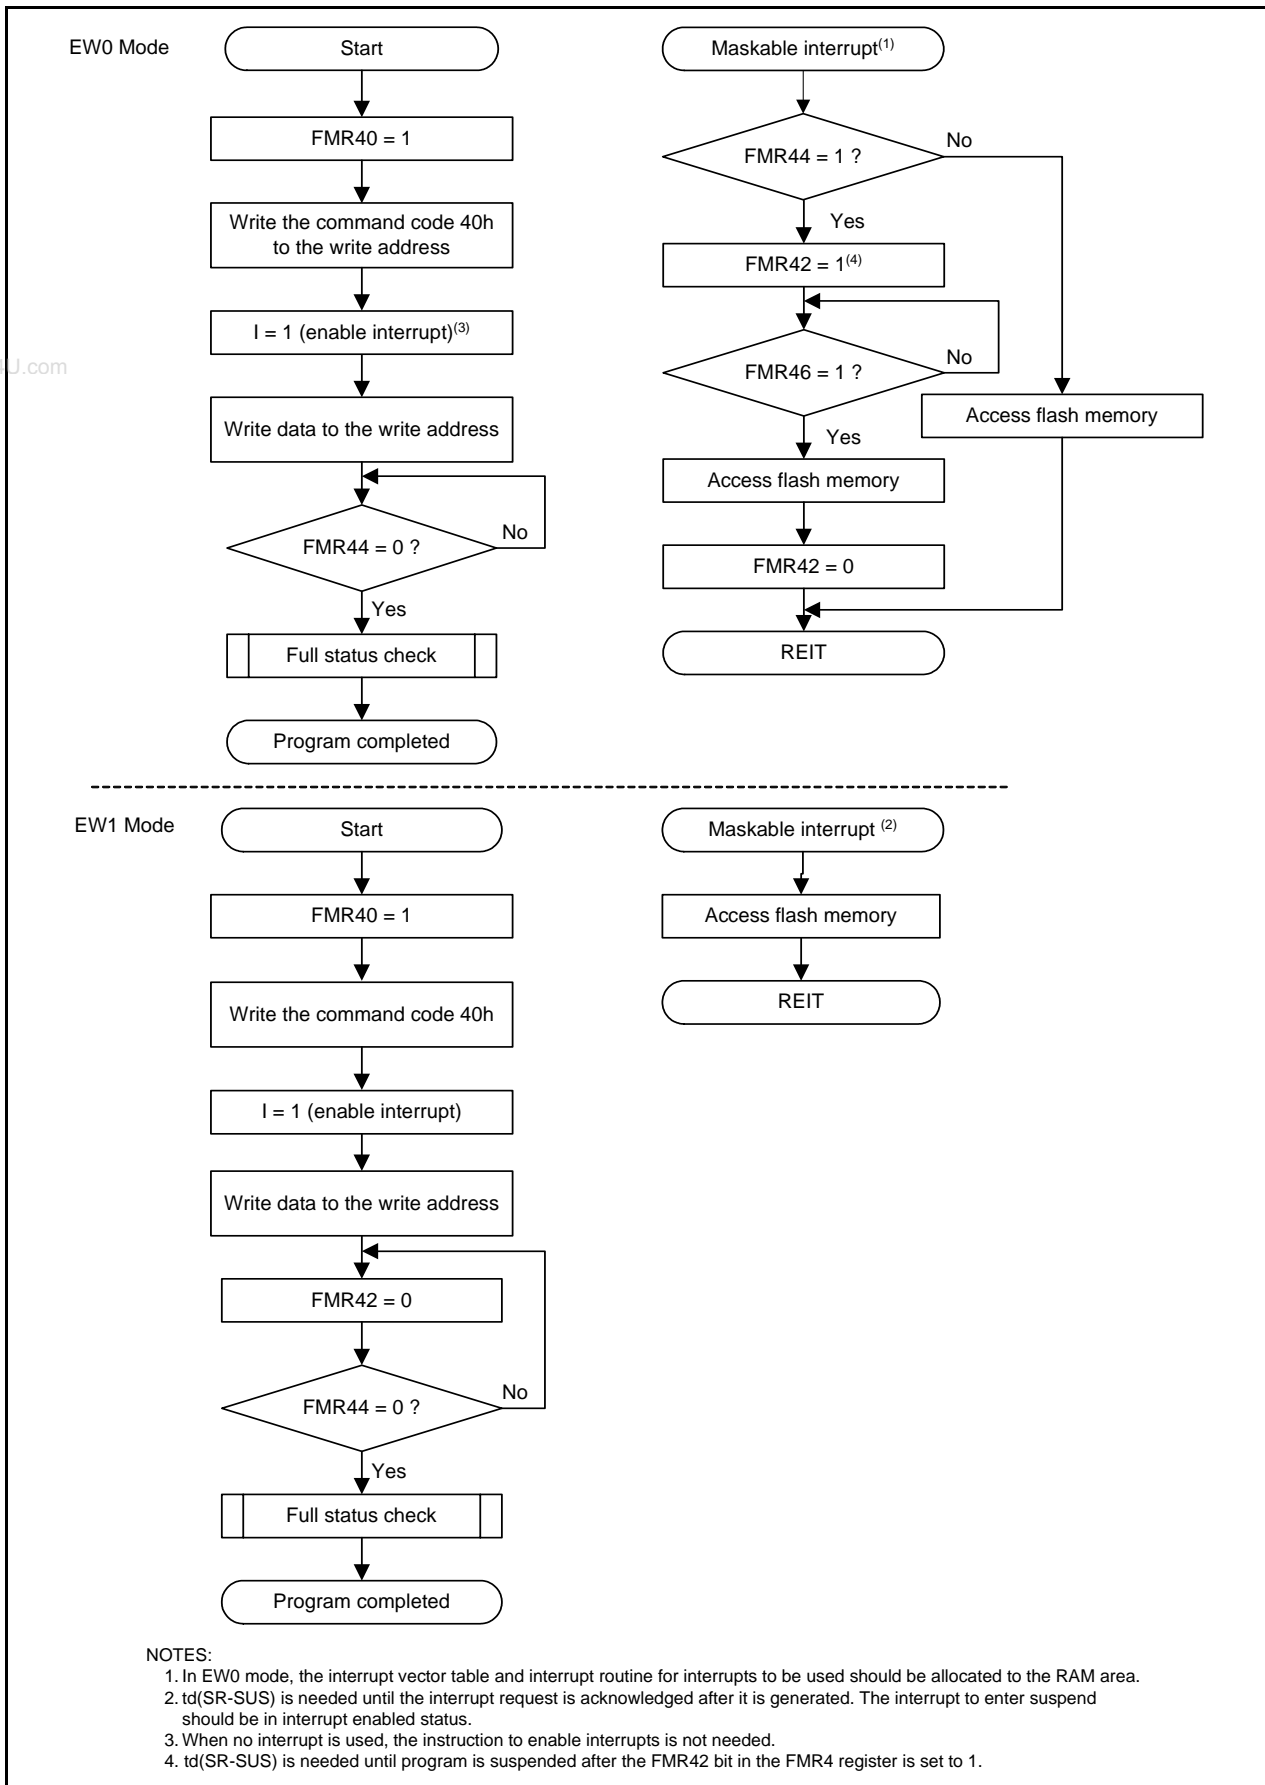 EW0 Mode
Start
FMR40 = 1
Write the command code 40h
to the write address
I = 1 (enable interrupt)(3)
Write data to the write address
FMR44 = 0 ?
No
Yes
Full status check
Program completed
Maskable interrupt(1)
FMR44 = 1 ?
No
Yes
FMR42 = 1(4)
FMR46 = 1 ?
No
Yes
Access flash memory
Access flash memory
FMR42 = 0
REIT
U.com
EW1 Mode
Start
FMR40 = 1
Write the command code 40h
I = 1 (enable interrupt)
Write data to the write address
FMR42 = 0
FMR44 = 0 ?
No
Yes
Full status check
Program completed
Maskable interrupt (2)
Access flash memory
REIT
NOTES:
1. In EW0 mode, the interrupt vector table and interrupt routine for interrupts to be used should be allocated to the RAM area.
2. td(SR-SUS) is needed until the interrupt request is acknowledged after it is generated. The interrupt to enter suspend
should be in interrupt enabled status.
3. When no interrupt is used, the instruction to enable interrupts is not needed.
4. td(SR-SUS) is needed until program is suspended after the FMR42 bit in the FMR4 register is set to 1.